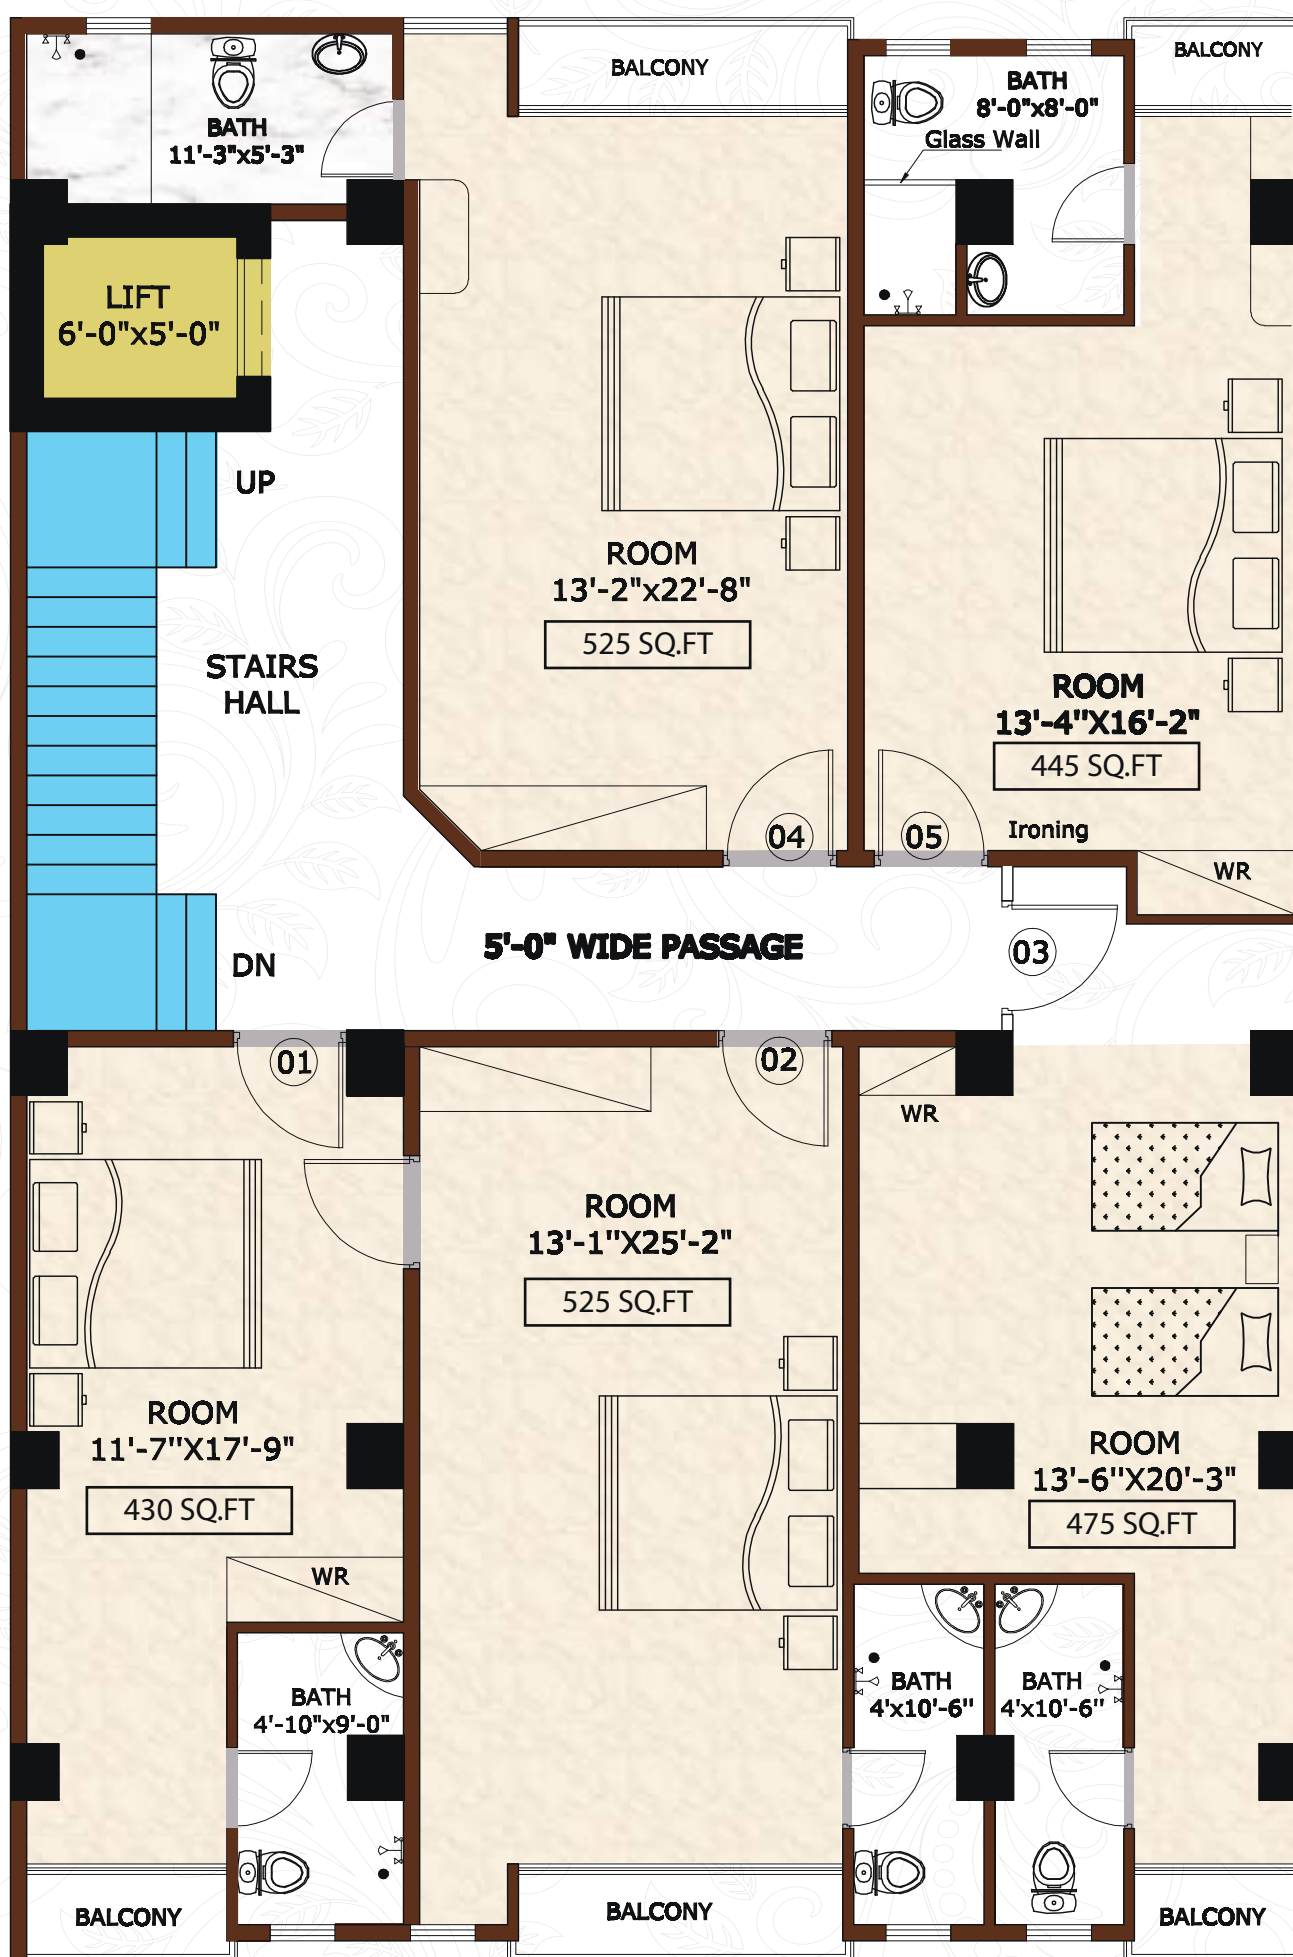 BALCONY
BALCONY
BATH
8'-0"x8'-0"
Glass Wall
BATH
11'-3"x5'-3"
LIFT
6'-0"x5'-0"
UP
ROOM
13'-2"x22'-8"
525 SQ.FT
STAIRS
HALL
ROOM
13'-4''X16'-2"
445 SQ.FT
04
05
Ironing
WR
5'-0" WIDE PASSAGE
03
DN
01
02
WR
ROOM
13'-1''X25'-2"
525 SQ.FT
ROOM
11'-7''X17'-9"
430 SQ.FT
ROOM
13'-6''X20'-3"
475 SQ.FT
WR
BATH
4'-10"x9'-0"
BATH
4'x10'-6''
BATH
4'x10'-6''
BALCONY
BALCONY
BALCONY